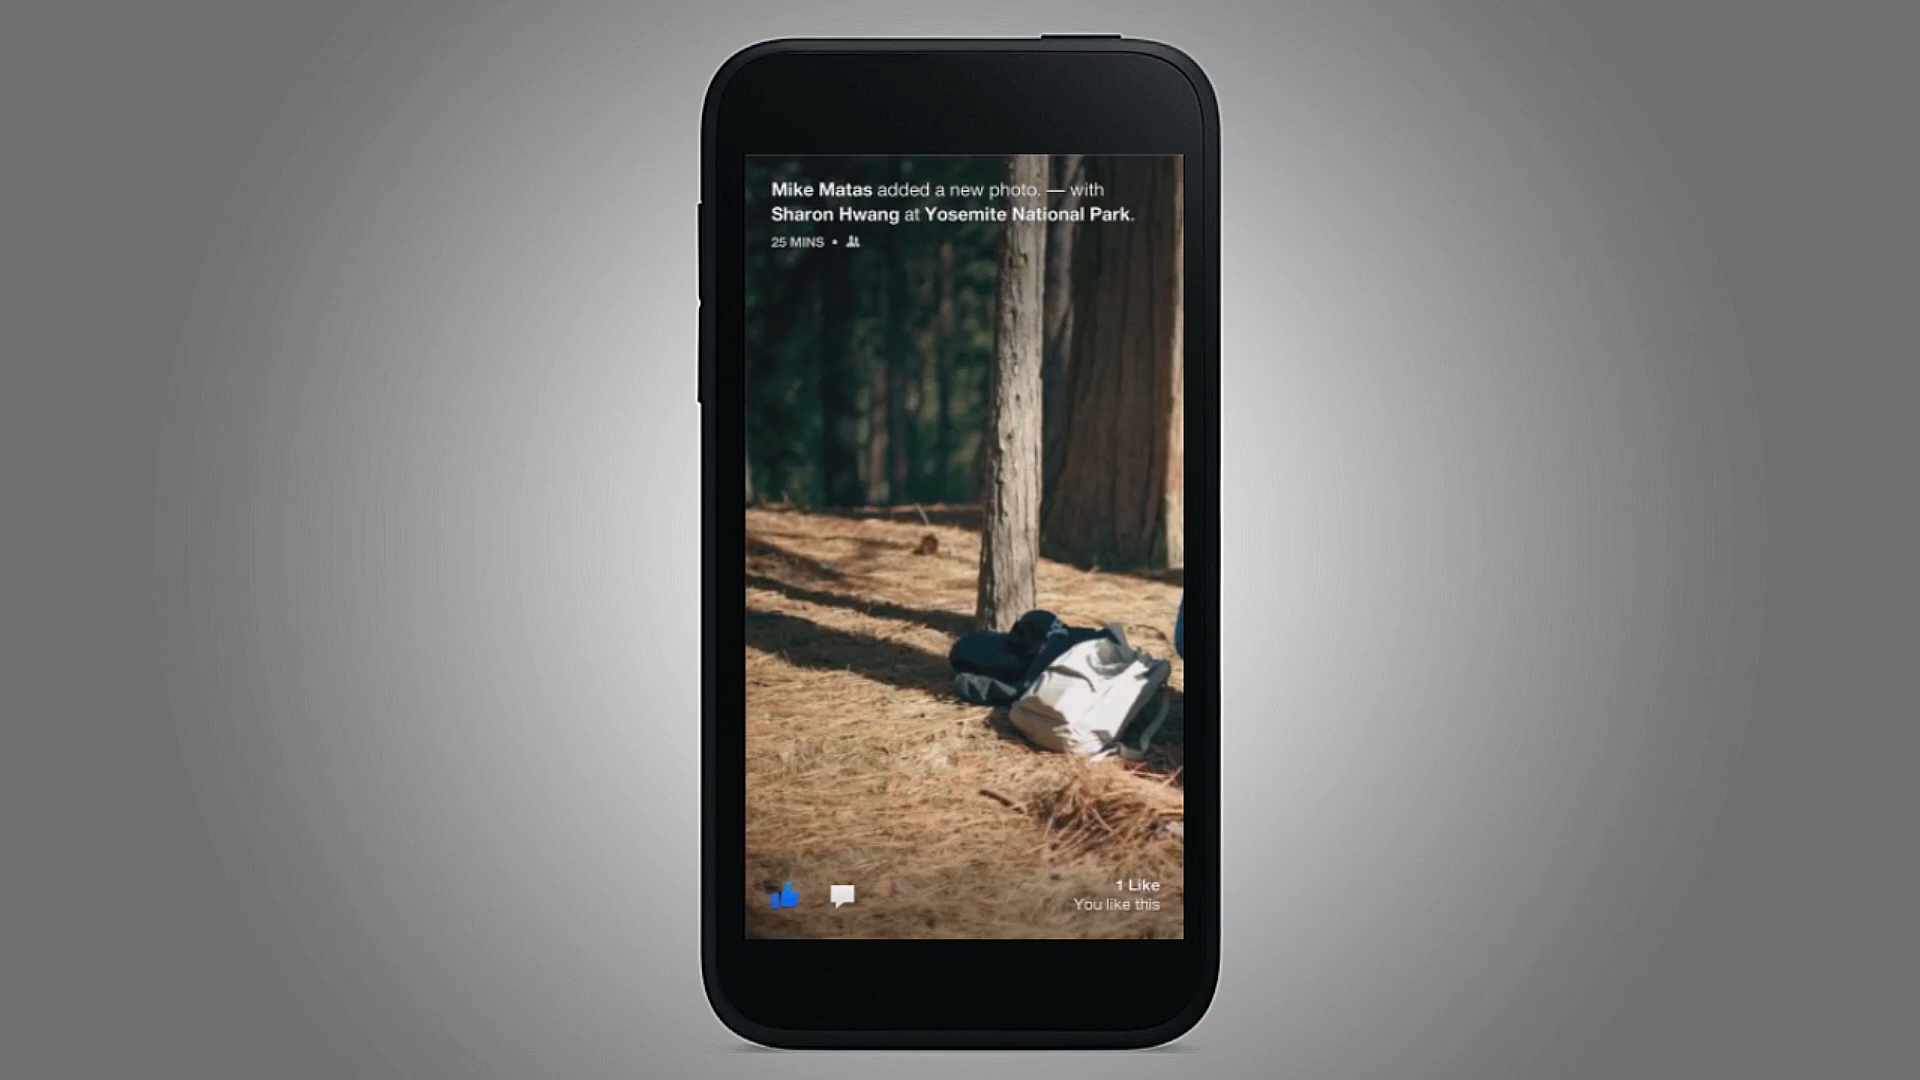 Mike Matas added a new photo. — with
Sharon Hwang at Yosemite National Park.
25 MINS •
1 Like
You like this